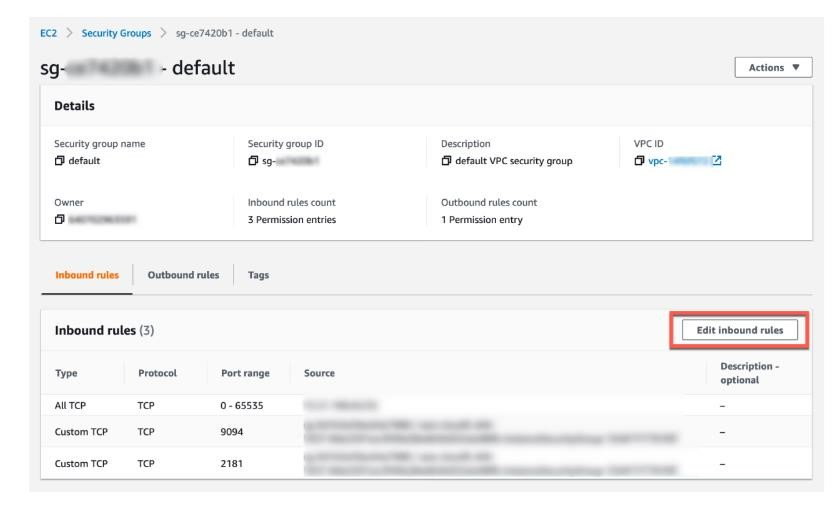 EC2 > Security Groups > sg-ce7420b1 - default
sg- - default
Actions ▼
Details
Security group name
default
Security group ID
sg-
Description
default VPC security group
VPC ID
vpc-
Owner
Inbound rules count
3 Permission entries
Outbound rules count
1 Permission entry
Inbound rules Outbound rules Tags
Inbound rules (3)
Edit inbound rules
Type Protocol Port range Source Description -
optional
All TCP TCP 0 - 65535 –
Custom TCP TCP 9094 –
Custom TCP TCP 2181 –